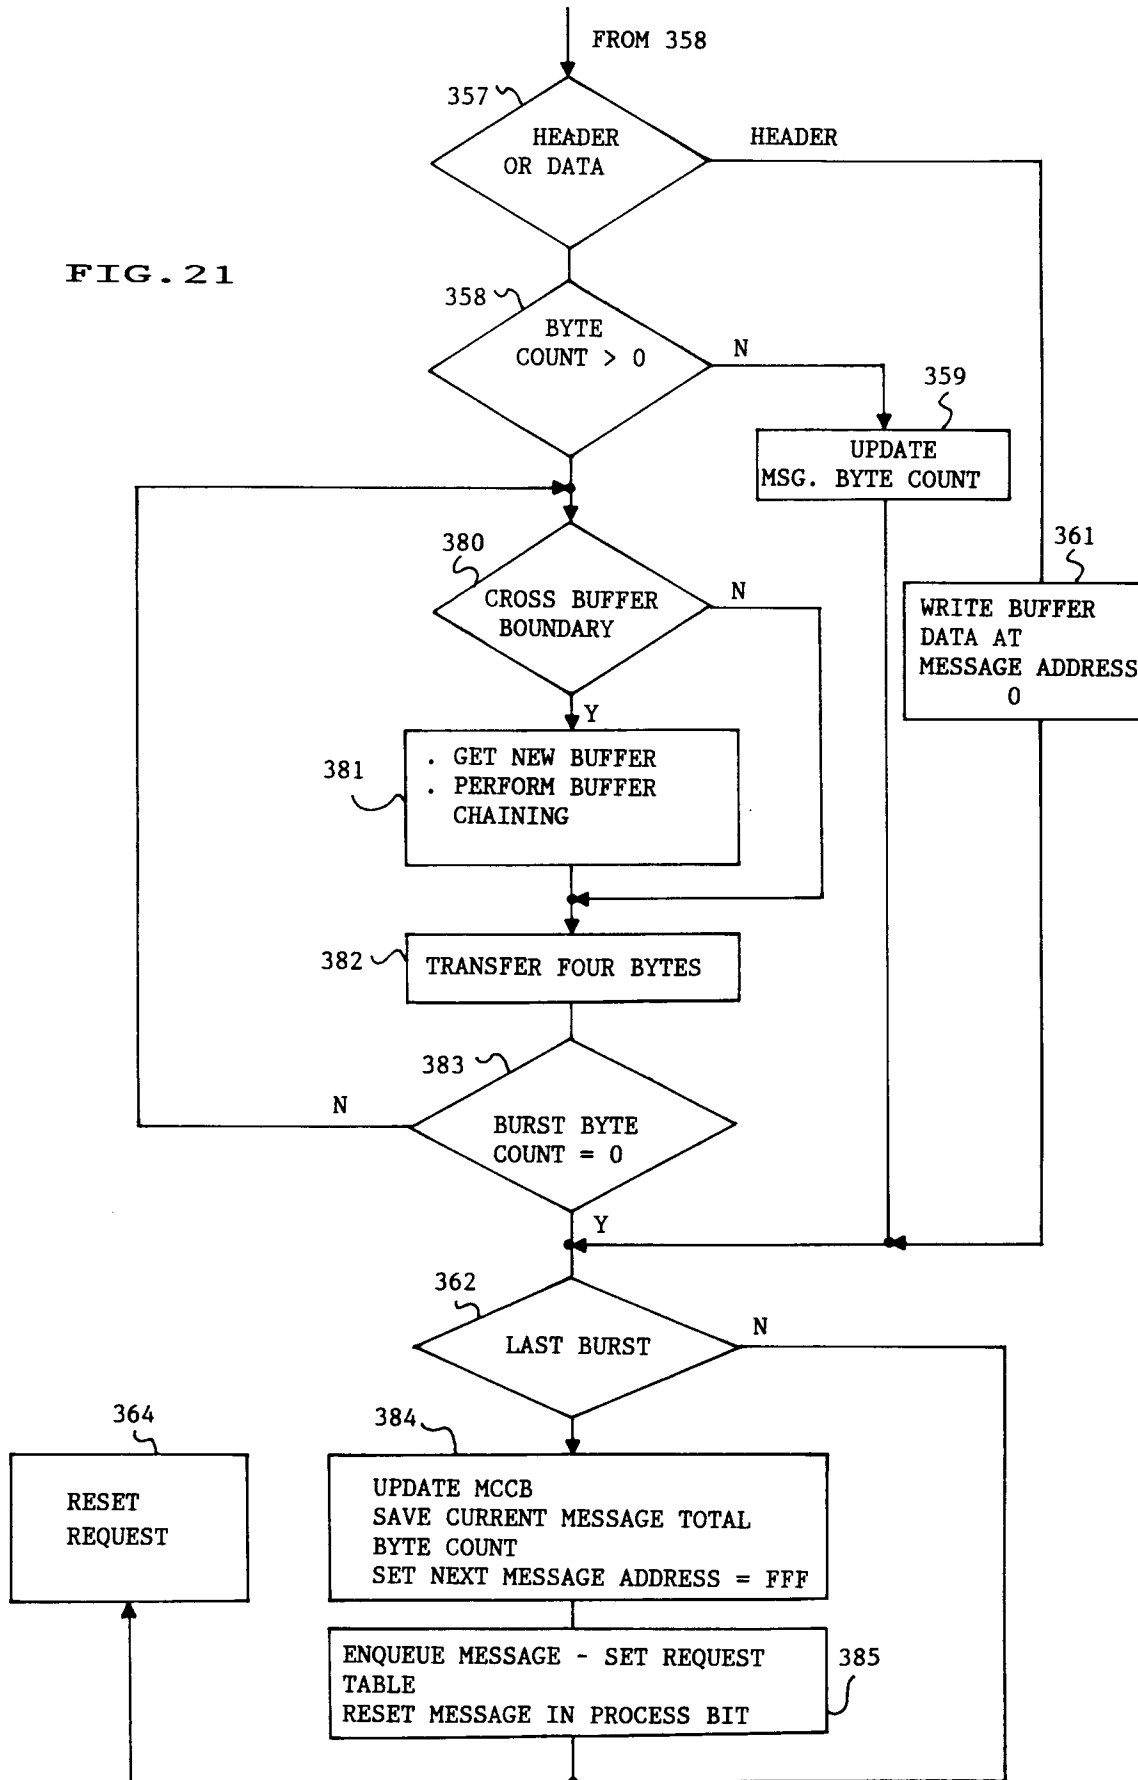 FROM 358
357
HEADER
OR DATA
HEADER
FIG.21
358
BYTE
COUNT > 0
N
359
UPDATE
MSG. BYTE COUNT
380
CROSS BUFFER
BOUNDARY
N
361
WRITE BUFFER
DATA AT
MESSAGE ADDRESS
0
Y
381
. GET NEW BUFFER
. PERFORM BUFFER
CHAINING
382
TRANSFER FOUR BYTES
383
N
BURST BYTE
COUNT = 0
Y
362
LAST BURST
N
364
RESET
REQUEST
384
UPDATE MCCB
SAVE CURRENT MESSAGE TOTAL
BYTE COUNT
SET NEXT MESSAGE ADDRESS = FFF
385
ENQUEUE MESSAGE - SET REQUEST
TABLE
RESET MESSAGE IN PROCESS BIT